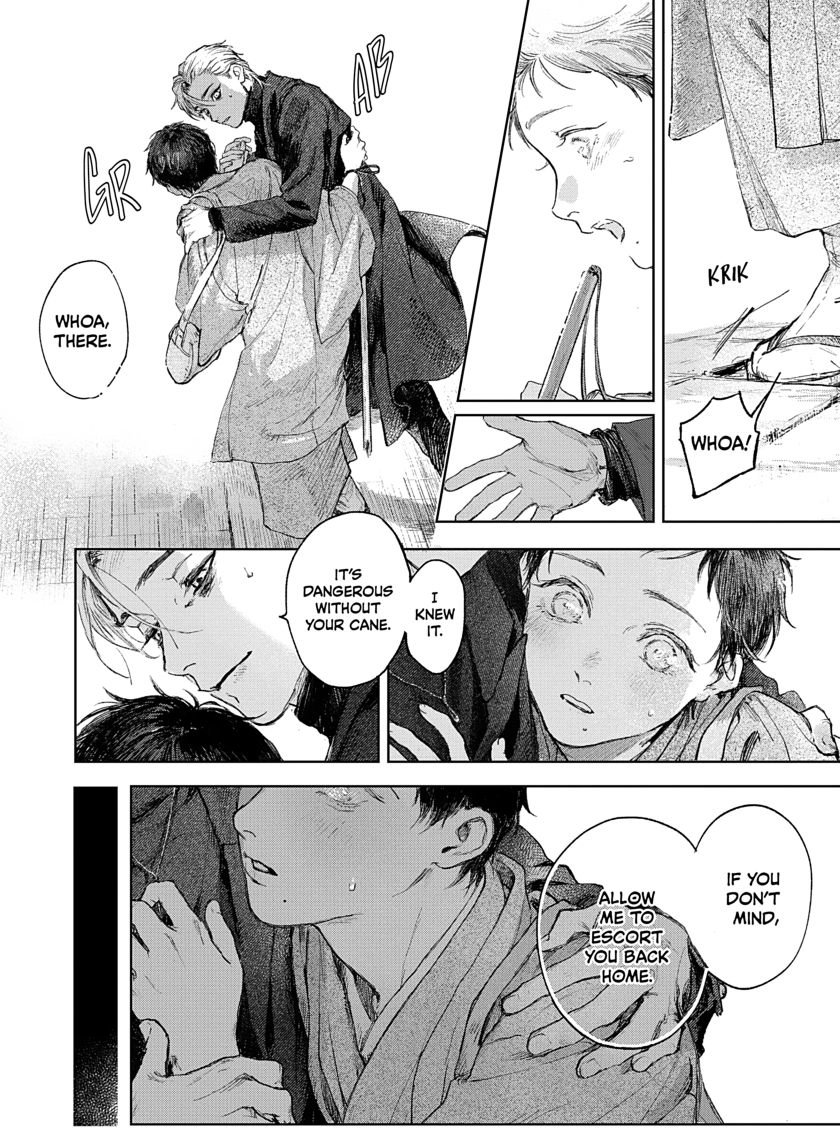 KRIK
WHOA!
GR
AB
WHOA,
THERE.
I
KNEW
IT.
IT'S
DANGEROUS
WITHOUT
YOUR CANE.
IF YOU
DON'T
MIND,
ALLOW
ME TO
ESCORT
YOU BACK
HOME.